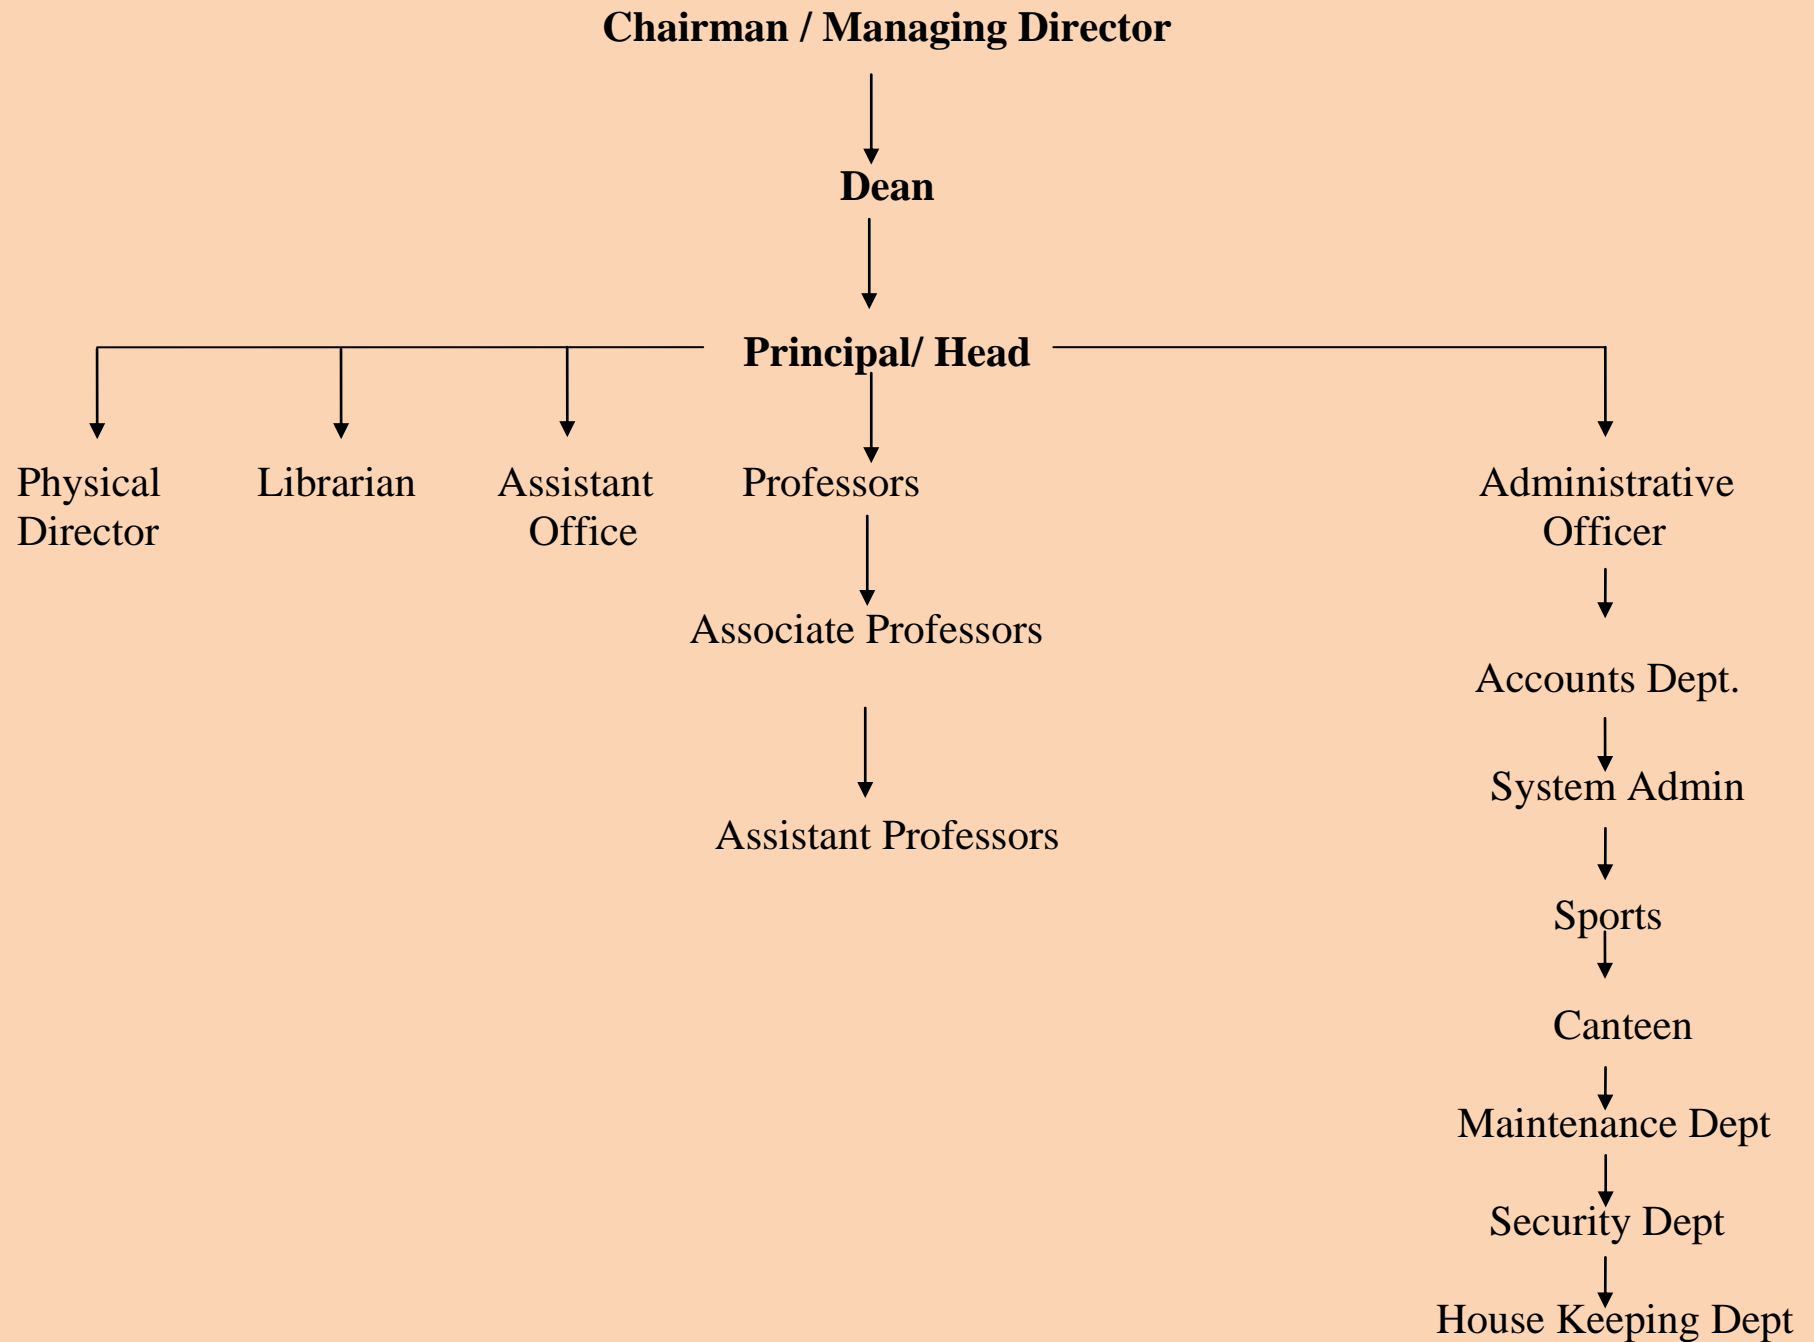 Chairman / Managing Director
Dean
Principal/ Head
Physical
Director
Librarian
Assistant
Office
Professors
Administrative
Officer
Associate Professors
Accounts Dept.
System Admin
Assistant Professors
Sports
Canteen
Maintenance Dept
Security Dept
House Keeping Dept